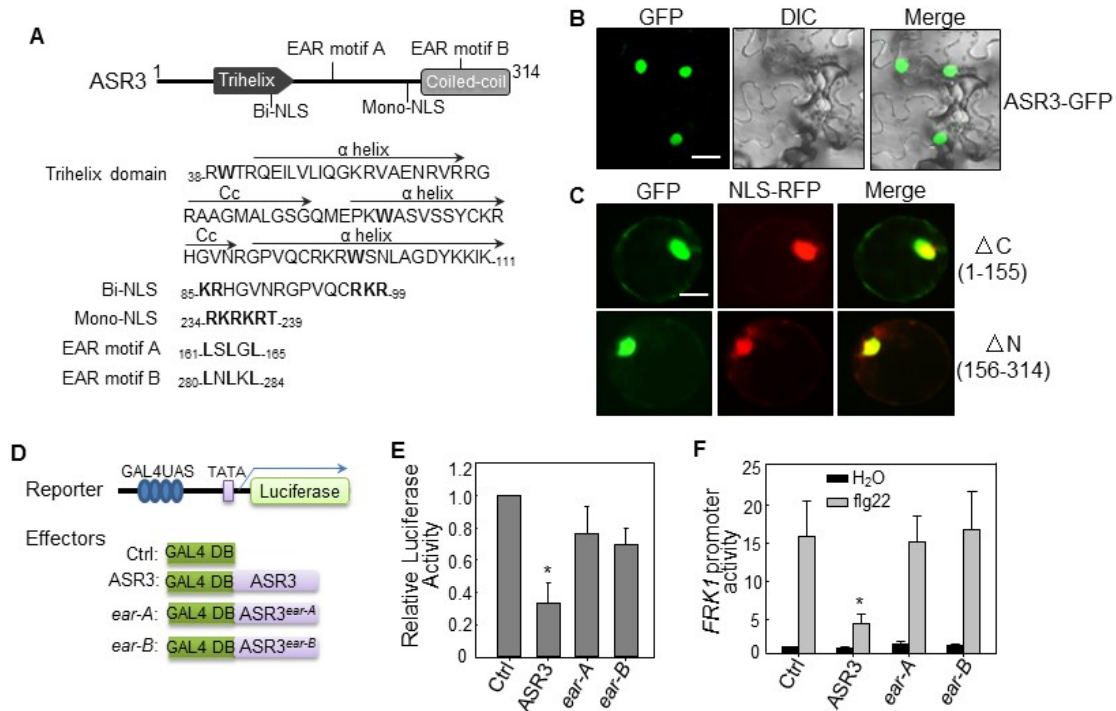 A
EAR motif A
EAR motif B
ASR3
1
Trihelix
Coiled-coil
314
Bi-NLS
Mono-NLS
α helix
Trihelix domain
38-RWTRQEILVLIQGKRVAENRVRRG
Cc
α helix
RAAGMALGSGQMEPKWASVSSYCKR
Cc
α helix
HGVNRGPVQCRKRWSNLAGDYKKIK-111
Bi-NLS
85-KRHGVNRGPVQCRKR-99
Mono-NLS
234-RKRKRT-239
EAR motif A
161-LSLGL-165
EAR motif B
280-LNLKL-284
B
GFP
DIC
Merge
ASR3-GFP
C
GFP
NLS-RFP
Merge
△C
(1-155)
△N
(156-314)
D
GAL4UAS
TATA
Reporter
Luciferase
Effectors
Ctrl:
GAL4 DB
ASR3:
GAL4 DB
ASR3
ear-A:
GAL4 DB
ASR3ear-A
ear-B:
GAL4 DB
ASR3ear-B
E
Relative Luciferase
Activity
1.2
1.0
0.8
0.6
0.4
0.2
0
*
Ctrl
ASR3
ear-A
ear-B
F
FRK1 promoter
activity
25
20
15
10
5
0
H2O
flg22
*
Ctrl
ASR3
ear-A
ear-B